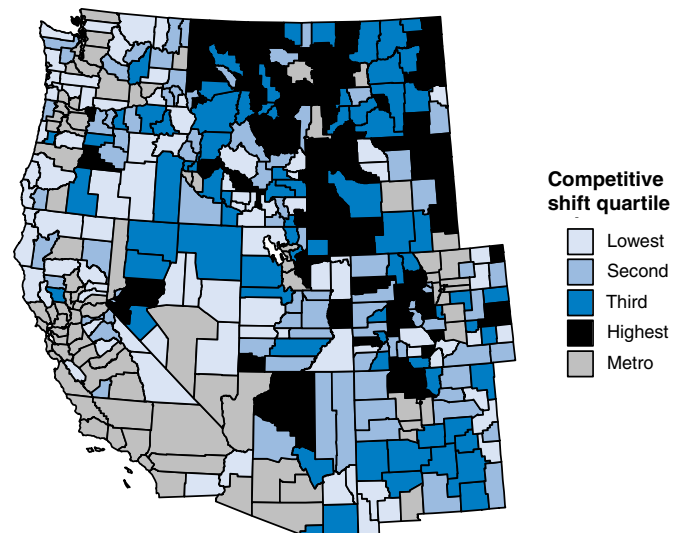 Competitive
shift quartile
Lowest
Second
Third
Highest
Metro